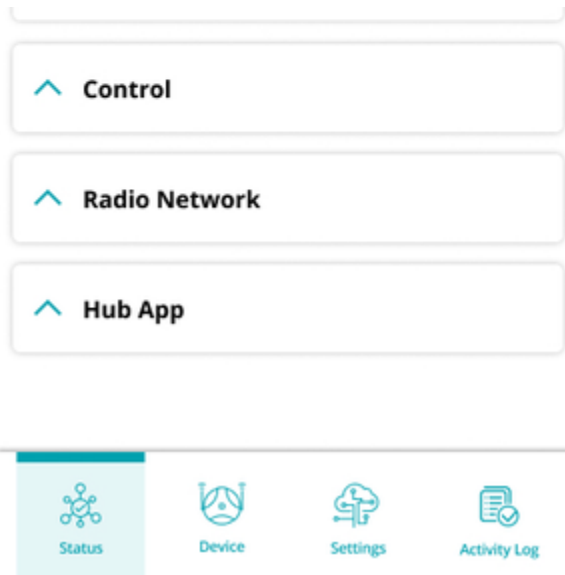 Control
Radio Network
Hub App
Status
Device
Settings
Activity Log